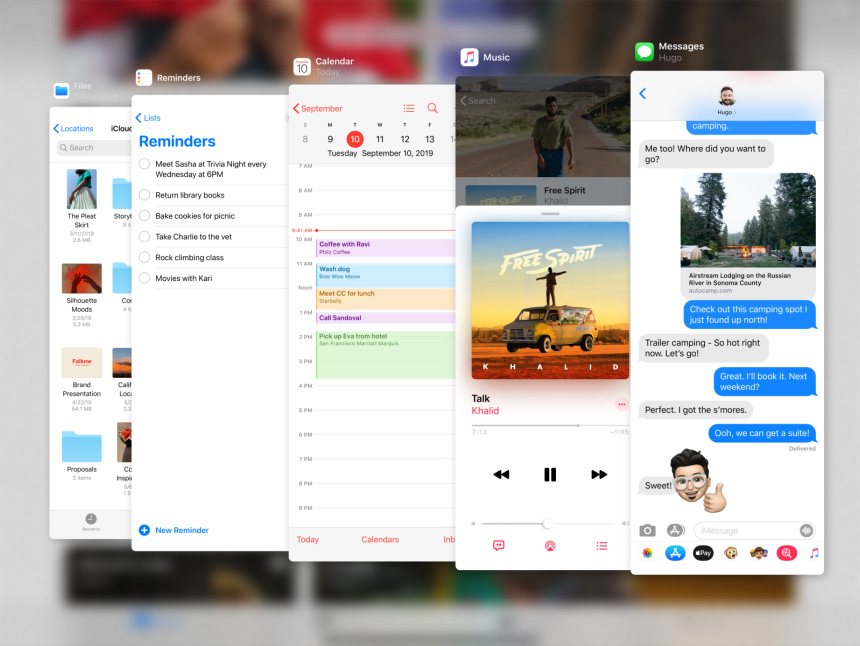 Files
iCloud Drive
Locations
iCloud
Search
The Pleat
Skirt
3/11/2019
2.6 MB
Silhouette
Moods
3/28/19
5.3 MB
Falkow
Brand
Presentation
4/23/19
54.1 MB
Proposals
3 items
Recents
Reminders
Lists
Reminders
Meet Sasha at Trivia Night every
Wednesday at 6PM
Return library books
Bake cookies for picnic
Take Charlie to the vet
Rock climbing class
Movies with Kari
New Reminder
10
Calendar
Today
September
S M T W T F
8 9 10 11 12 13
Tuesday September 10, 2019
7 AM
8 AM
9 AM
9:41 AM
10 AM
Coffee with Ravi
Philz Coffee
11 AM
Wash dog
Bow Wow Meow
Noon
Meet CC for lunch
Starbelly
1 PM
Call Sandoval
2 PM
Pick up Eva from hotel
San Francisco Marriott Marquis
3 PM
4 PM
5 PM
6 PM
7 PM
8 PM
9 PM
Today
Calendars
Inb
Music
Search
Free Spirit
Khalid
FREE SPIRIT
KHALID
Talk
Khalid
2:13
-1:05
Messages
Hugo
Hugo
camping.
Me too! Where did you want to
go?
Airstream Lodging on the Russian
River in Sonoma County
autocamp.com
Check out this camping spot I
just found up north!
Trailer camping - So hot right
now. Let's go!
Great. I'll book it. Next
weekend?
Perfect. I got the s'mores.
Ooh, we can get a suite!
Delivered
Sweet!
iMessage
Pay